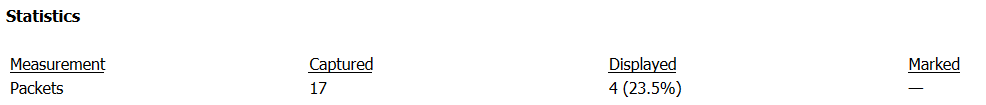 Statistics
Measurement Captured Displayed Marked
Packets 17 4 (23.5%) —